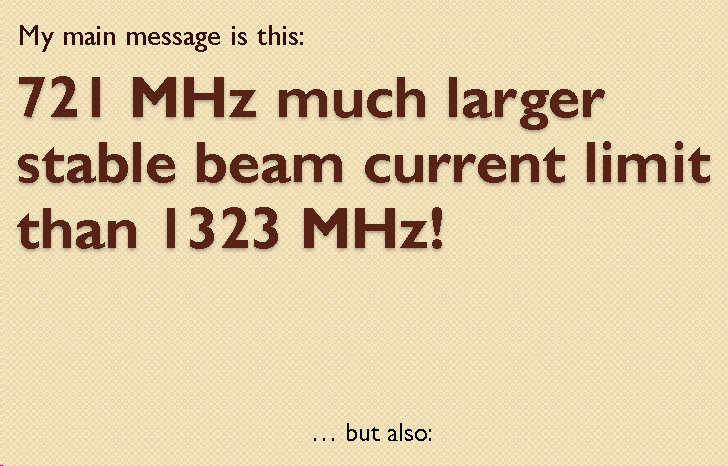 My main message is this:
721 MHz much larger
stable beam current limit
than 1323 MHz!
… but also: